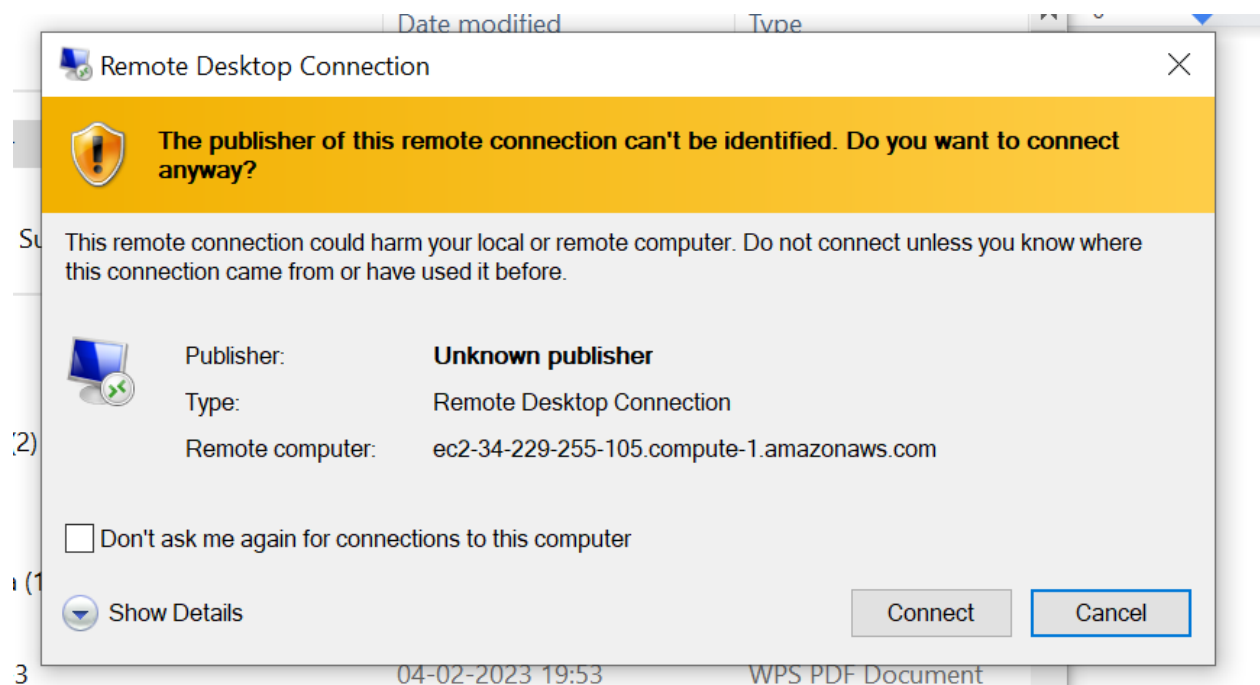 Date modified Type
Remote Desktop Connection
The publisher of this remote connection can't be identified. Do you want to connect
anyway?
Su
This remote connection could harm your local or remote computer. Do not connect unless you know where
this connection came from or have used it before.
Publisher: Unknown publisher
Type: Remote Desktop Connection
(2)
Remote computer: ec2-34-229-255-105.compute-1.amazonaws.com
Don't ask me again for connections to this computer
(1
Show Details Connect Cancel
3 04-02-2023 19:53 WPS PDF Document